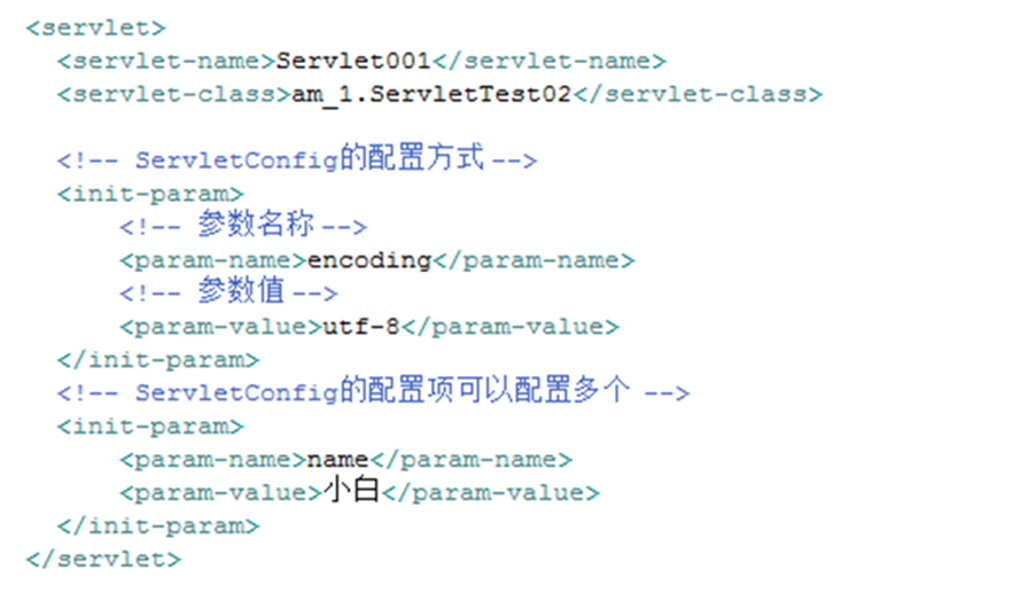 <servlet>
<servlet-name>Servlet001</servlet-name>
<servlet-class>am_1.ServletTest02</servlet-class>
<!-- ServletConfig的配置方式 -->
<init-param>
<!-- 参数名称 -->
<param-name>encoding</param-name>
<!-- 参数值 -->
<param-value>utf-8</param-value>
</init-param>
<!-- ServletConfig的配置项可以配置多个 -->
<init-param>
<param-name>name</param-name>
<param-value>小白</param-value>
</init-param>
</servlet>